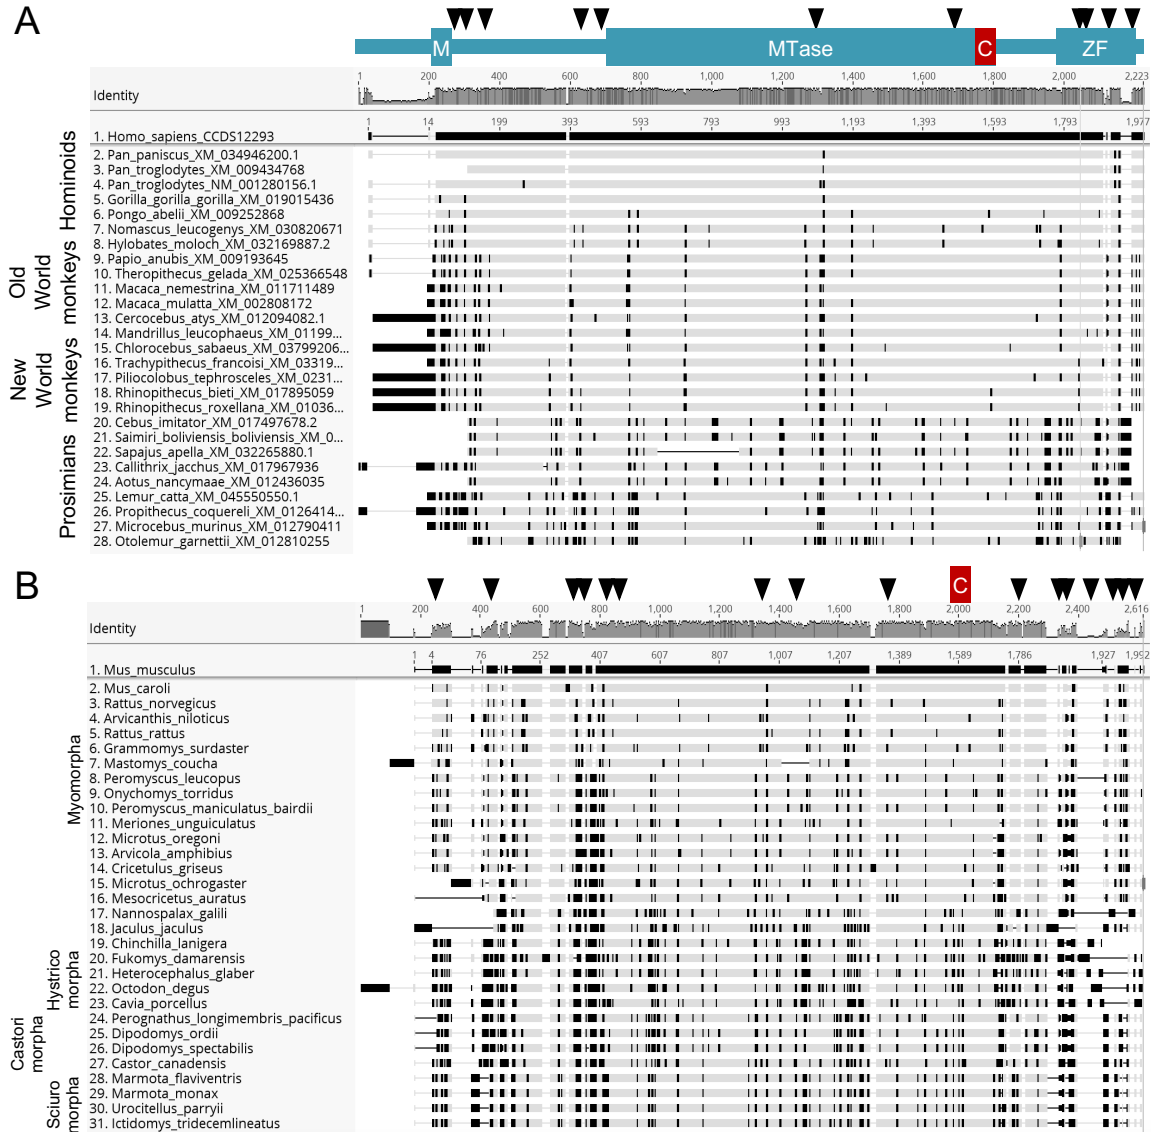 A
M MTase C ZF
1 200 400 600 800 1,000 1,200 1,400 1,600 1,800 2,000 2,223
Identity
1 14 199 393 593 793 993 1,193 1,393 1,593 1,793 1,977
1. Homo_sapiens_CCDS12293
Hominoids
2. Pan_paniscus_XM_034946200.1
3. Pan_troglodytes_XM_009434768
4. Pan_troglodytes_NM_001280156.1
5. Gorilla_gorilla_gorilla_XM_019015436
6. Pongo_abelii_XM_009252868
7. Nomascus_leucogenys_XM_030820671
8. Hylobates_moloch_XM_032169887.2
Old World monkeys
9. Papio_anubis_XM_009193645
10. Theropithecus_gelada_XM_025366548
11. Macaca_nemestrina_XM_011711489
12. Macaca_mulatta_XM_002808172
13. Cercocebus_atys_XM_012094082.1
14. Mandrillus_leucophaeus_XM_01199...
15. Chlorocebus_sabaeus_XM_03799206...
16. Trachypithecus_francoisi_XM_03319...
17. Piliocolobus_tephrosceles_XM_0231...
18. Rhinopithecus_bieti_XM_017895059
19. Rhinopithecus_roxellana_XM_01036...
New World monkeys
20. Cebus_imitator_XM_017497678.2
21. Saimiri_boliviensis_boliviensis_XM_0...
22. Sapajus_apella_XM_032265880.1
23. Callithrix_jacchus_XM_017967936
24. Aotus_nancymaae_XM_012436035
Prosimians
25. Lemur_catta_XM_045550550.1
26. Propithecus_coquereli_XM_0126414...
27. Microcebus_murinus_XM_012790411
28. Otolemur_garnettii_XM_012810255
B
C
1 200 400 600 800 1,000 1,200 1,400 1,600 1,800 2,000 2,200 2,400 2,616
Identity
1 4 76 252 407 607 807 1,007 1,207 1,389 1,589 1,786 1,927 1,992
1. Mus_musculus
Myomorpha
2. Mus_caroli
3. Rattus_norvegicus
4. Arvicanthis_niloticus
5. Rattus_rattus
6. Grammomys_surdaster
7. Mastomys_coucha
8. Peromyscus_leucopus
9. Onychomys_torridus
10. Peromyscus_maniculatus_bairdii
11. Meriones_unguiculatus
12. Microtus_oregoni
13. Arvicola_amphibius
14. Cricetulus_griseus
15. Microtus_ochrogaster
16. Mesocricetus_auratus
17. Nannospalax_galili
18. Jaculus_jaculus
Hystrico morpha
19. Chinchilla_lanigera
20. Fukomys_damarensis
21. Heterocephalus_glaber
22. Octodon_degus
23. Cavia_porcellus
Castori morpha
24. Perognathus_longimembris_pacificus
25. Dipodomys_ordii
26. Dipodomys_spectabilis
27. Castor_canadensis
Sciuro morpha
28. Marmota_flaviventris
29. Marmota_monax
30. Urocitellus_parryii
31. Ictidomys_tridecemlineatus